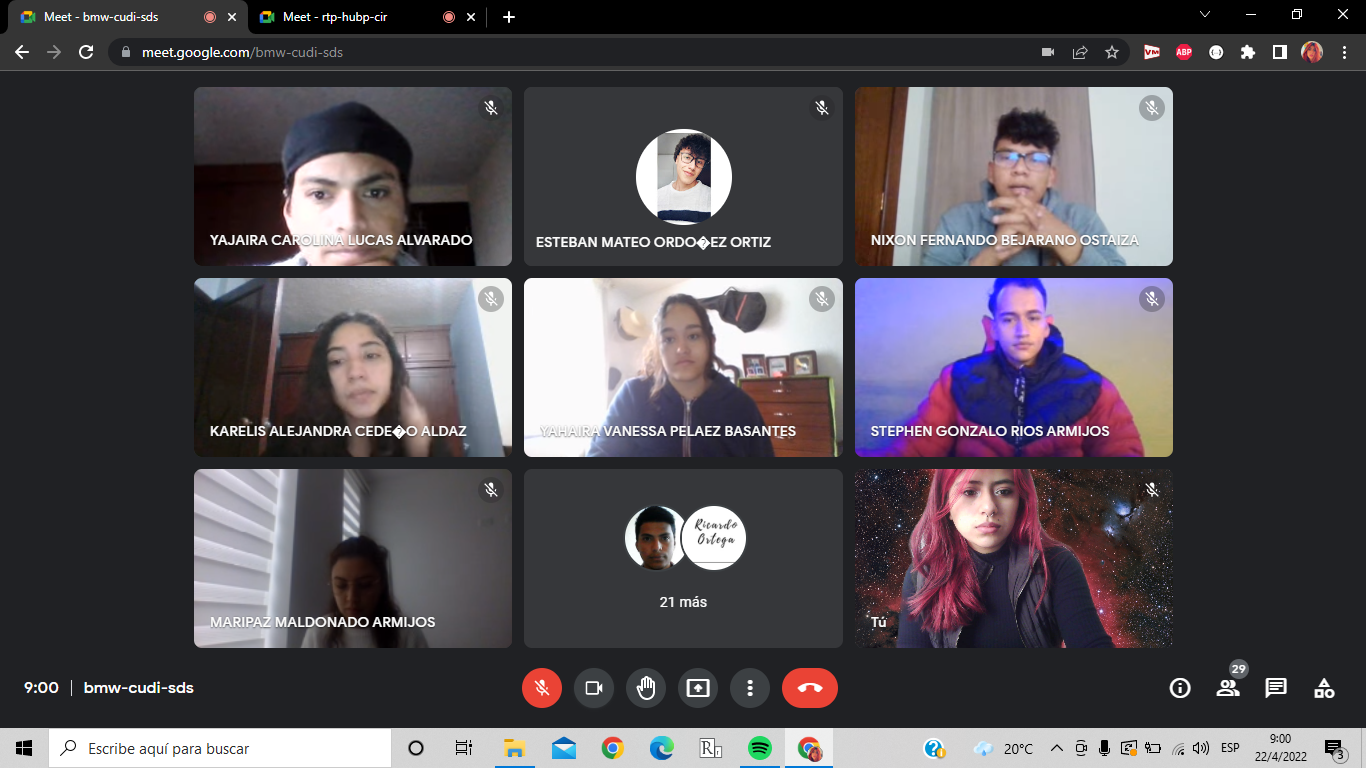 Meet - bmw-cudi-sds
Meet - rtp-hubp-cir
meet.google.com/bmw-cudi-sds
VM
ABP
YAJAIRA CAROLINA LUCAS ALVARADO
ESTEBAN MATEO ORDO�EZ ORTIZ
NIXON FERNANDO BEJARANO OSTAIZA
KARELIS ALEJANDRA CEDE�O ALDAZ
YAHAIRA VANESSA PELAEZ BASANTES
STEPHEN GONZALO RIOS ARMIJOS
MARIPAZ MALDONADO ARMIJOS
Ricardo
Ortega
21 más
Tú
9:00 | bmw-cudi-sds
29
Escribe aquí para buscar
20°C
ESP
9:00
22/4/2022
3